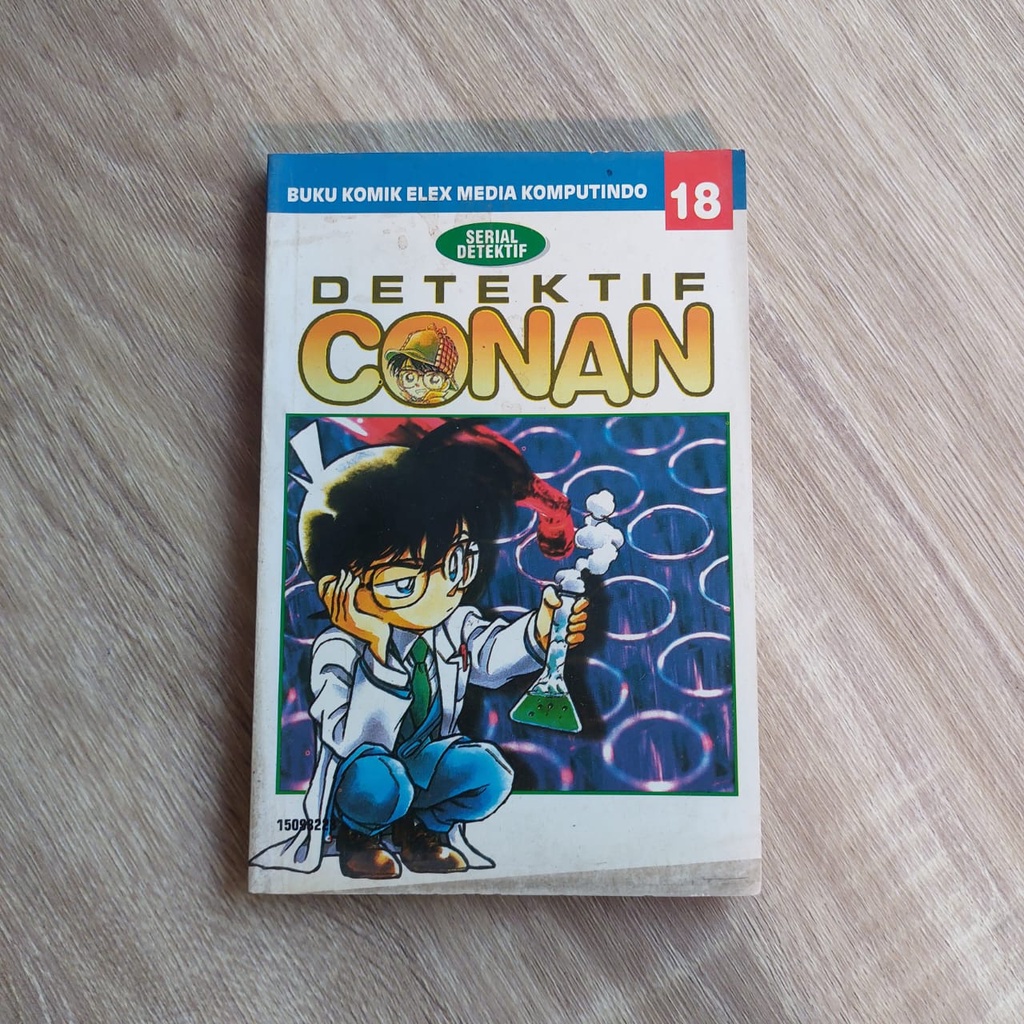 BUKU KOMIK ELEX MEDIA KOMPUTINDO
18
SERIAL
DETEKTIF
DETEKTIF
CONAN